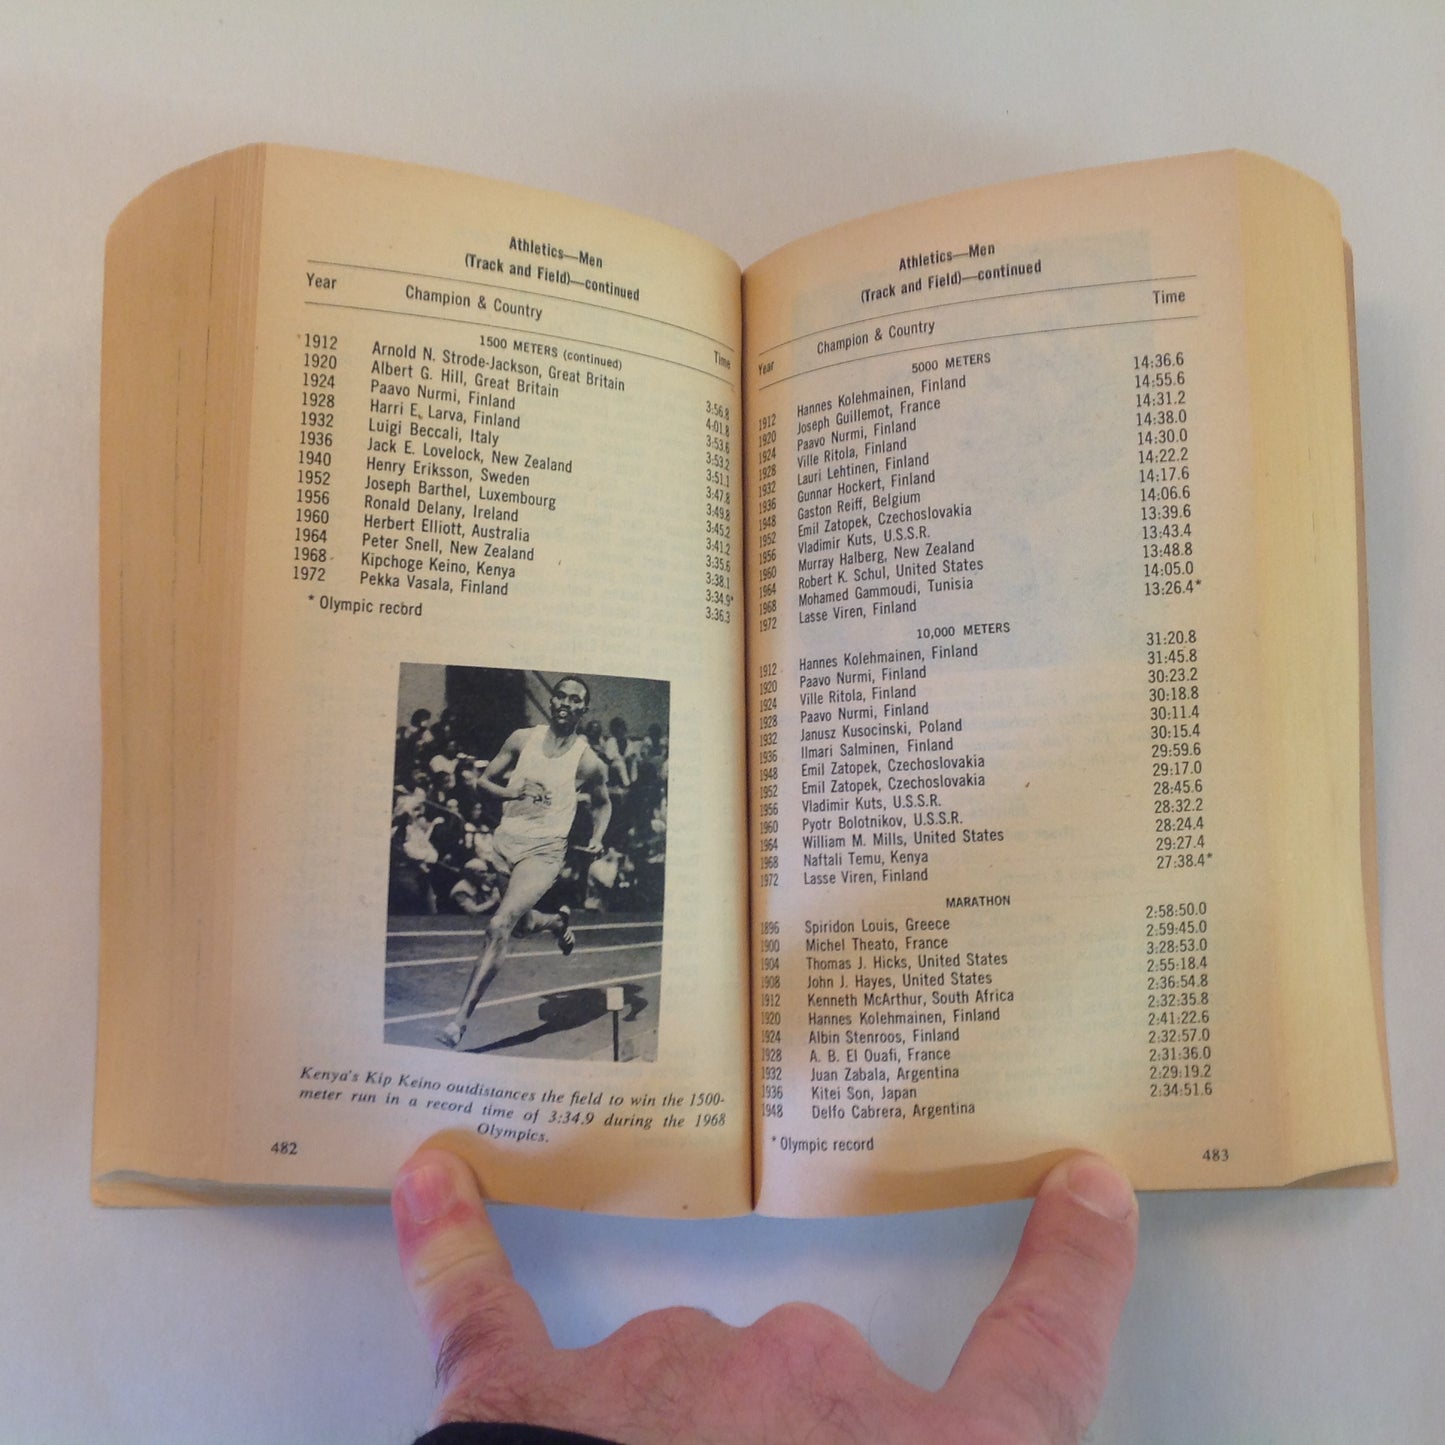 Athletics—Men
(Track and Field)—continued
Year Champion & Country Time
1500 METERS (continued)
1912 Arnold N. Strode-Jackson, Great Britain 3:56.8
1920 Albert G. Hill, Great Britain 4:01.8
1924 Paavo Nurmi, Finland 3:53.6
1928 Harri E. Larva, Finland 3:53.2
1932 Luigi Beccali, Italy 3:51.1
1936 Jack E. Lovelock, New Zealand 3:47.8
1940 Henry Eriksson, Sweden 3:49.8
1952 Joseph Barthel, Luxembourg 3:45.2
1956 Ronald Delany, Ireland 3:41.2
1960 Herbert Elliott, Australia 3:35.6
1964 Peter Snell, New Zealand 3:38.1
1968 Kipchoge Keino, Kenya 3:34.9*
1972 Pekka Vasala, Finland 3:36.3
* Olympic record
Kenya's Kip Keino outdistances the field to win the 1500-
meter run in a record time of 3:34.9 during the 1968
Olympics.
482
Athletics—Men
(Track and Field)—continued
Year Champion & Country Time
5000 METERS
1912 Hannes Kolehmainen, Finland 14:36.6
1920 Joseph Guillemot, France 14:55.6
1924 Paavo Nurmi, Finland 14:31.2
1928 Ville Ritola, Finland 14:38.0
1932 Lauri Lehtinen, Finland 14:30.0
1936 Gunnar Hockert, Finland 14:22.2
1948 Gaston Reiff, Belgium 14:17.6
1952 Emil Zatopek, Czechoslovakia 14:06.6
1956 Vladimir Kuts, U.S.S.R. 13:39.6
1960 Murray Halberg, New Zealand 13:43.4
1964 Robert K. Schul, United States 13:48.8
1968 Mohamed Gammoudi, Tunisia 14:05.0
1972 Lasse Viren, Finland 13:26.4*
10,000 METERS
1912 Hannes Kolehmainen, Finland 31:20.8
1920 Paavo Nurmi, Finland 31:45.8
1924 Ville Ritola, Finland 30:23.2
1928 Paavo Nurmi, Finland 30:18.8
1932 Janusz Kusocinski, Poland 30:11.4
1936 Ilmari Salminen, Finland 30:15.4
1948 Emil Zatopek, Czechoslovakia 29:59.6
1952 Emil Zatopek, Czechoslovakia 29:17.0
1956 Vladimir Kuts, U.S.S.R. 28:45.6
1960 Pyotr Bolotnikov, U.S.S.R. 28:32.2
1964 William M. Mills, United States 28:24.4
1968 Naftali Temu, Kenya 29:27.4
1972 Lasse Viren, Finland 27:38.4*
MARATHON
1896 Spiridon Louis, Greece 2:58:50.0
1900 Michel Theato, France 2:59:45.0
1904 Thomas J. Hicks, United States 3:28:53.0
1908 John J. Hayes, United States 2:55:18.4
1912 Kenneth McArthur, South Africa 2:36:54.8
1920 Hannes Kolehmainen, Finland 2:32:35.8
1924 Albin Stenroos, Finland 2:41:22.6
1928 A. B. El Ouafi, France 2:32:57.0
1932 Juan Zabala, Argentina 2:31:36.0
1936 Kitei Son, Japan 2:29:19.2
1948 Delfo Cabrera, Argentina 2:34:51.6
* Olympic record
483